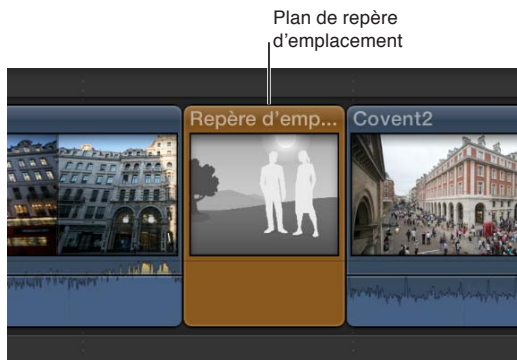 Plan de repère
d’emplacement
Repère d’emp...
Covent2